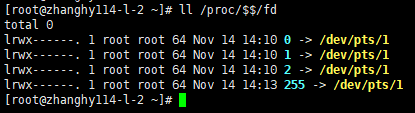 [root@zhanghy114-l-2 ~]# ll /proc/$$/fd
total 0
lrwx------. 1 root root 64 Nov 14 14:10 0 -> /dev/pts/1
lrwx------. 1 root root 64 Nov 14 14:10 1 -> /dev/pts/1
lrwx------. 1 root root 64 Nov 14 14:10 2 -> /dev/pts/1
lrwx------. 1 root root 64 Nov 14 14:13 255 -> /dev/pts/1
[root@zhanghy114-l-2 ~]#